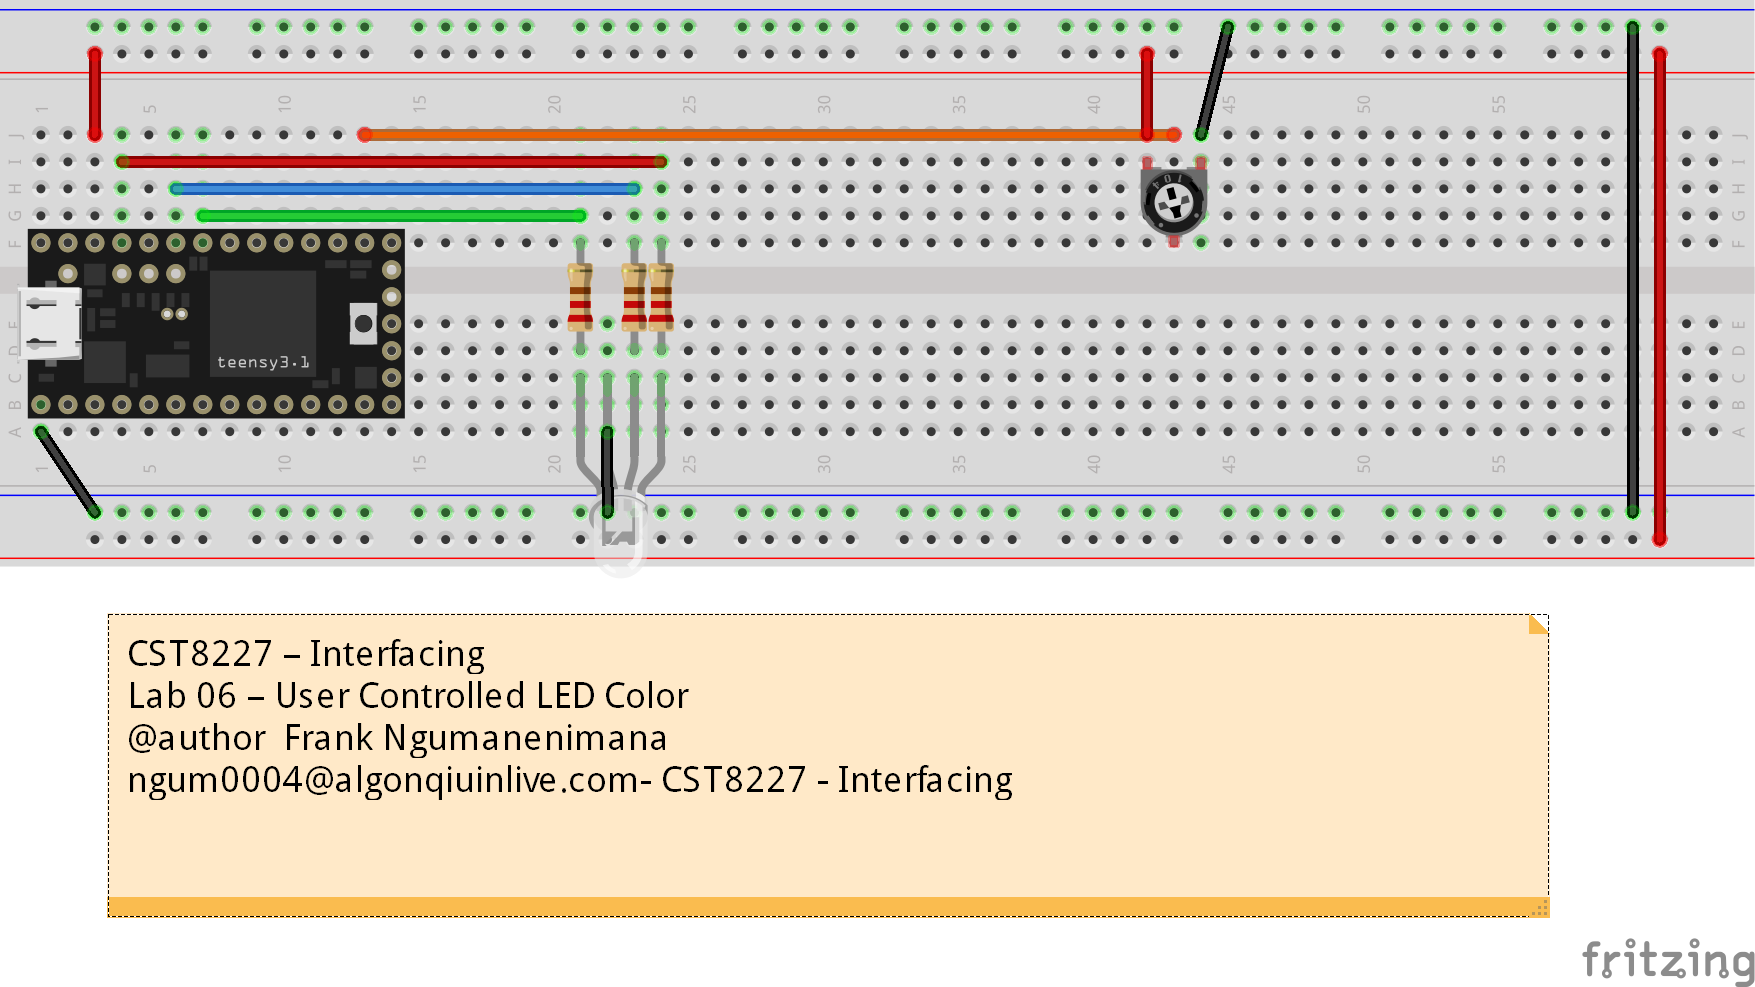 1 5 10 15 20 25 30 35 40 45 50 55
J J
I I
H H
G G
F F
104
teensy3.1
E E
D D
C C
B B
A A
1 5 10 15 20 25 30 35 40 45 50 55
CST8227 – Interfacing
Lab 06 – User Controlled LED Color
@author  Frank Ngumanenimana
ngum0004@algonqiuinlive.com- CST8227 - Interfacing
fritzing